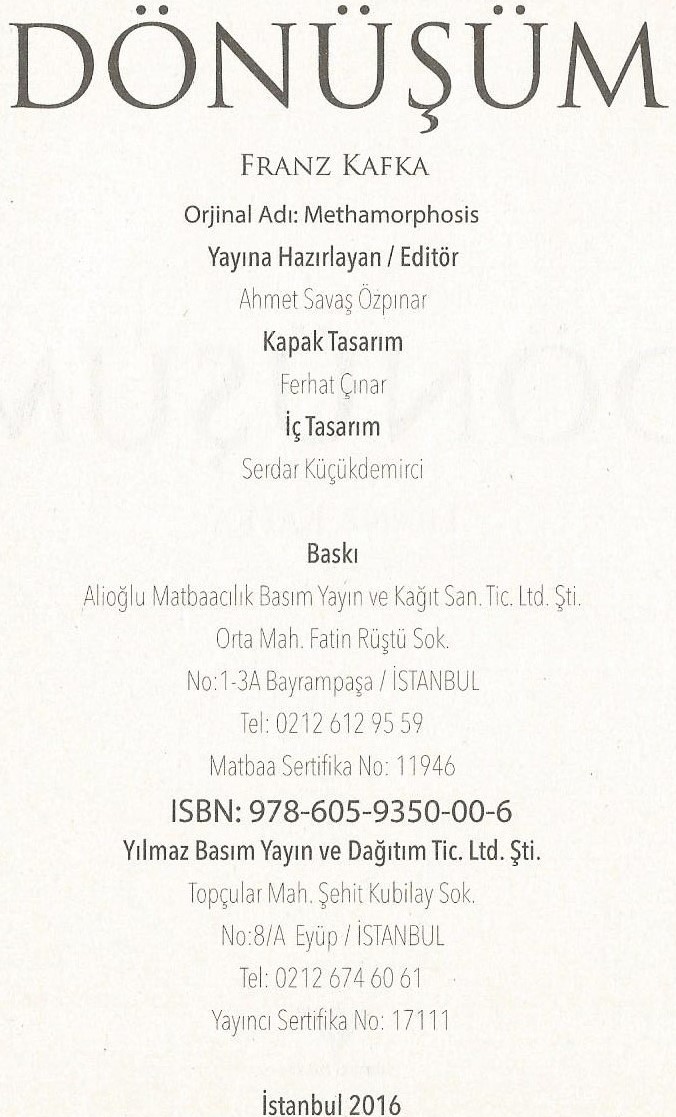 DÖNÜŞÜM
FRANZ KAFKA
Orjinal Adı: Methamorphosis
Yayına Hazırlayan / Editör
Ahmet Savaş Özpınar
Kapak Tasarım
Ferhat Çınar
İç Tasarım
Serdar Küçükdemirci
Baskı
Alioğlu Matbaacılık Basım Yayın ve Kağıt San. Tic. Ltd. Şti.
Orta Mah. Fatin Rüştü Sok.
No:1-3A Bayrampaşa / İSTANBUL
Tel: 0212 612 95 59
Matbaa Sertifika No: 11946
ISBN: 978-605-9350-00-6
Yılmaz Basım Yayın ve Dağıtım Tic. Ltd. Şti.
Topçular Mah. Şehit Kubilay Sok.
No:8/A Eyüp / İSTANBUL
Tel: 0212 674 60 61
Yayıncı Sertifika No: 17111
İstanbul 2016